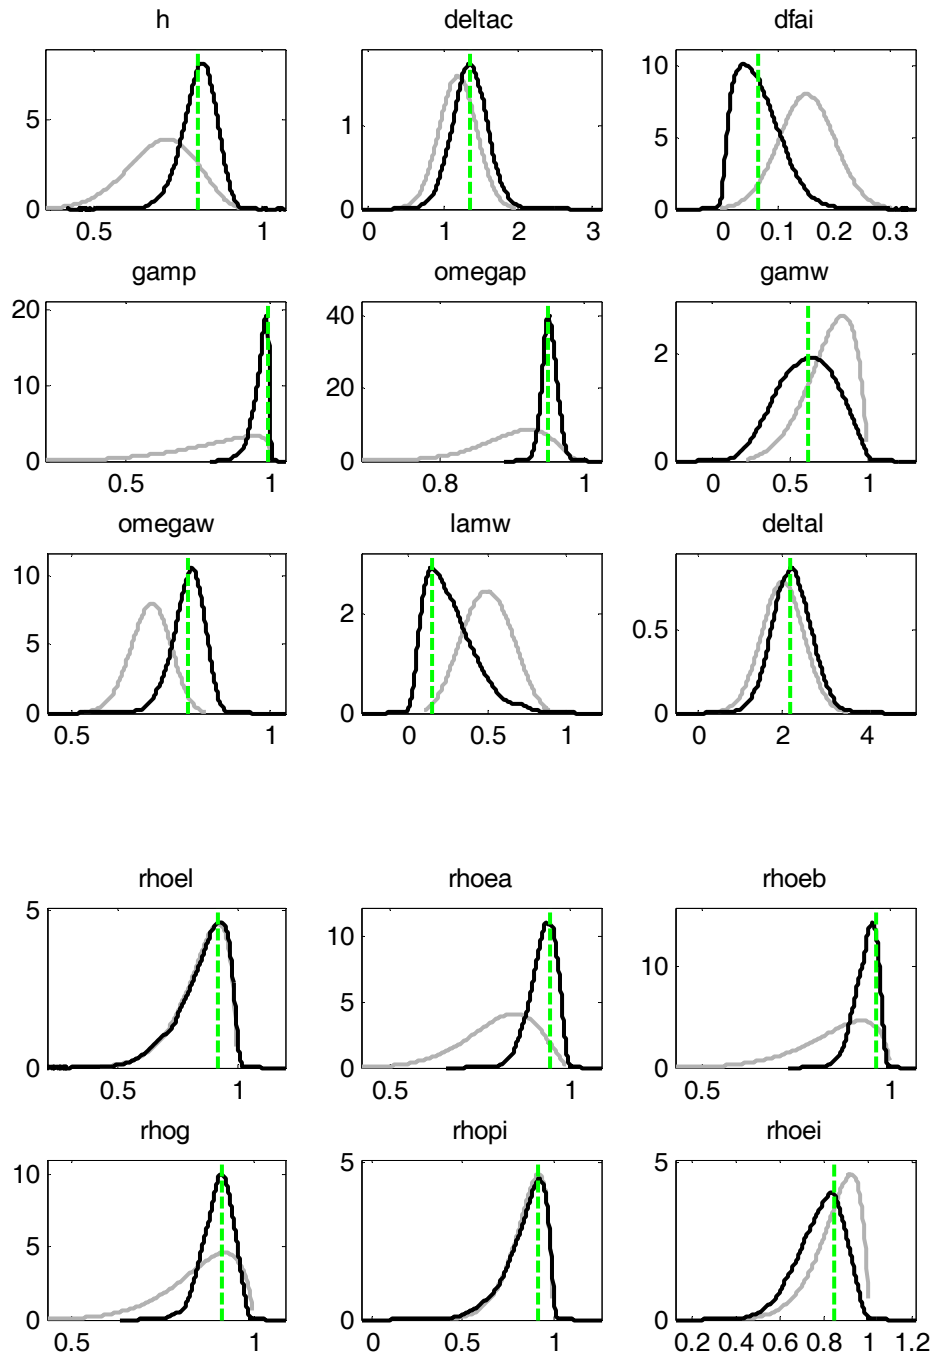 h deltac dfai
5 1 10 5
0 0 0
0.5 1 0 1 2 3 0 0.1 0.2 0.3
gamp omegap gamw
20 10 40 20 2
0 0 0
0.5 1 0.8 1 0 0.5 1
omegaw lamw deltal
10 5 2 0.5
0 0 0
0.5 1 0 0.5 1 0 2 4
rhoel rhoea rhoeb
5 10 5 10
0 0 0
0.5 1 0.5 1 0.5 1
rhog rhopi rhoei
10 5 5 5
0 0 0
0.5 1 0 0.5 1 0.2 0.4 0.6 0.8 1 1.2